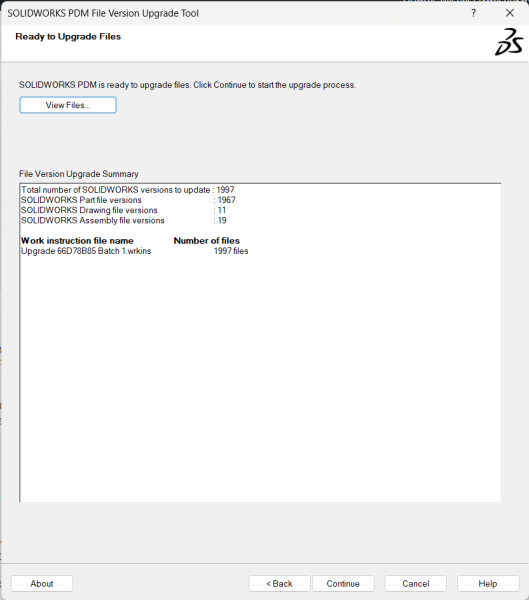 SOLIDWORKS PDM File Version Upgrade Tool ?
Ready to Upgrade Files
SOLIDWORKS PDM is ready to upgrade files. Click Continue to start the upgrade process.
View Files...
File Version Upgrade Summary
Total number of SOLIDWORKS versions to update : 1997
SOLIDWORKS Part file versions : 1967
SOLIDWORKS Drawing file versions : 11
SOLIDWORKS Assembly file versions : 19
Work instruction file name Number of files
Upgrade 66D78B85 Batch 1.wrkins 1997 files
About < Back Continue Cancel Help